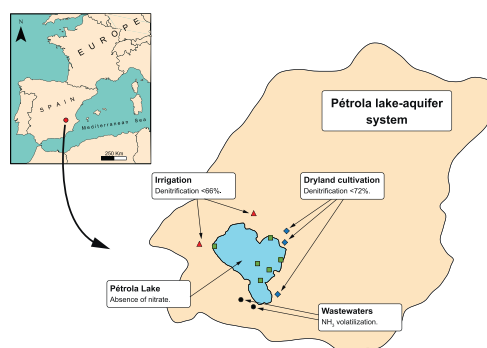 N
EUROPE
SPAIN
Mediterranean Sea
250 Km
Pétrola lake-aquifer
system
Irrigation
Denitrification <66%.
Dryland cultivation
Denitrification <72%.
Pétrola Lake
Absence of nitrate.
Wastewaters
NH3 volatilization.